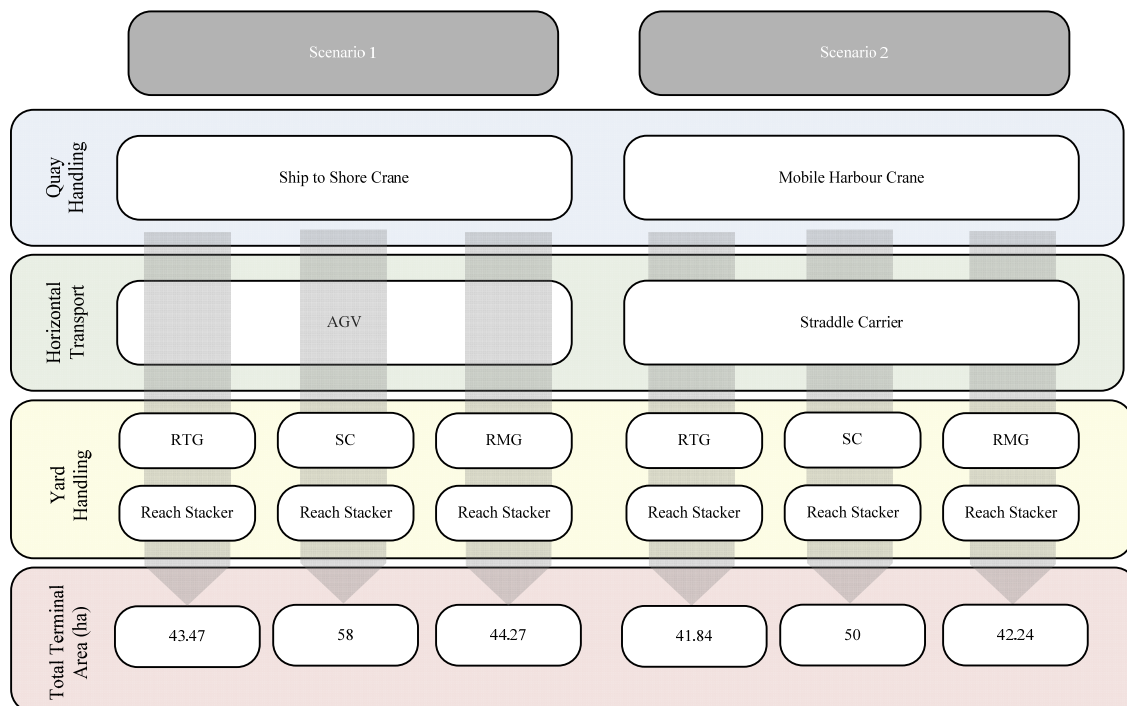 Scenario 1
Scenario 2
Quay
Handling
Ship to Shore Crane
Mobile Harbour Crane
Horizontal
Transport
AGV
Straddle Carrier
Yard
Handling
RTG
SC
RMG
RTG
SC
RMG
Reach Stacker
Reach Stacker
Reach Stacker
Reach Stacker
Reach Stacker
Reach Stacker
Total Terminal
Area (ha)
43.47
58
44.27
41.84
50
42.24